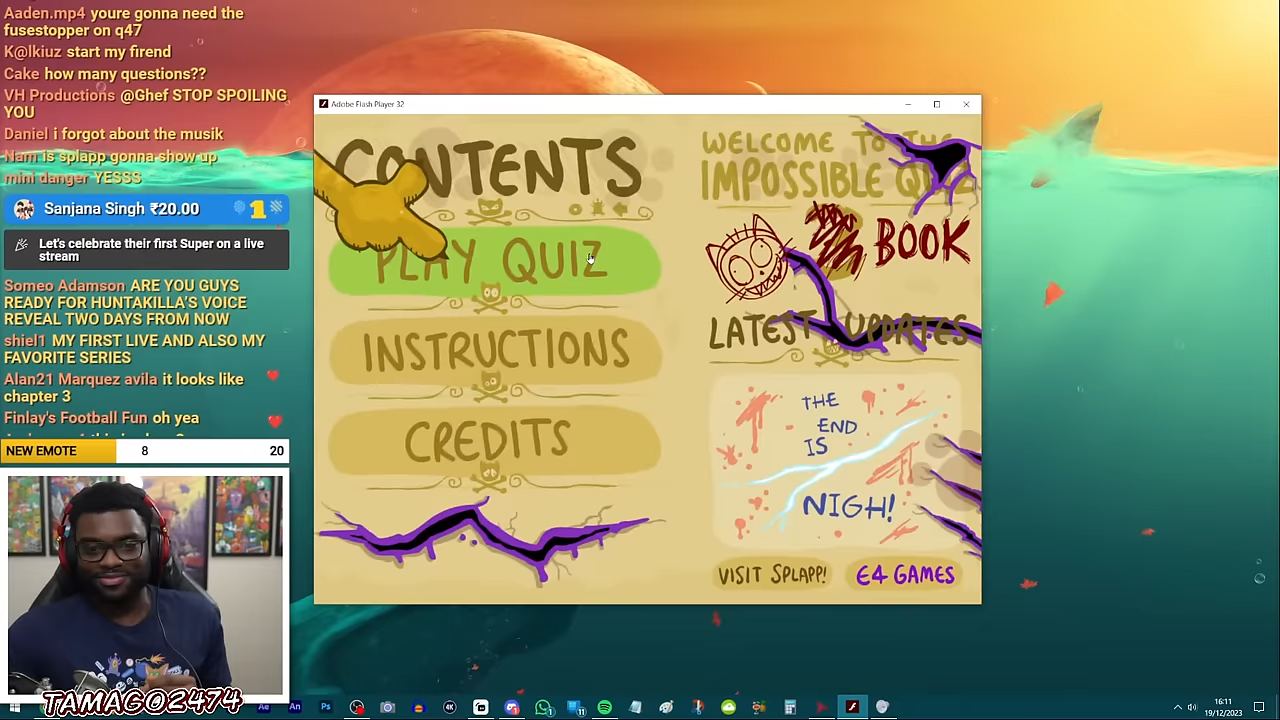 Aaden.mp4 youre gonna need the
fusestopper on q47
K@lkiuz start my firend
Cake how many questions??
VH Productions @Ghef STOP SPOILING
YOU
Daniel i forgot about the musik
Nam is splapp gonna show up
mini danger YESSS
Sanjana Singh ₹20.00
1
Let's celebrate their first Super on a live
stream
Someo Adamson ARE YOU GUYS
READY FOR HUNTAKILLA'S VOICE
REVEAL TWO DAYS FROM NOW
shiel1 MY FIRST LIVE AND ALSO MY
FAVORITE SERIES
Alan21 Marquez avila it looks like
chapter 3
Finlay's Football Fun oh yea
NEW EMOTE 8 20
TAMAGO2474
Adobe Flash Player 32
CONTENTS
PLAY QUIZ
INSTRUCTIONS
CREDITS
WELCOME TO THE
IMPOSSIBLE QUIZ
BOOK
LATEST UPDATES
THE
END
IS
NIGH!
VISIT SPLAPP!
E4 GAMES
Ae An Ps 4K
16:11
19/12/2023